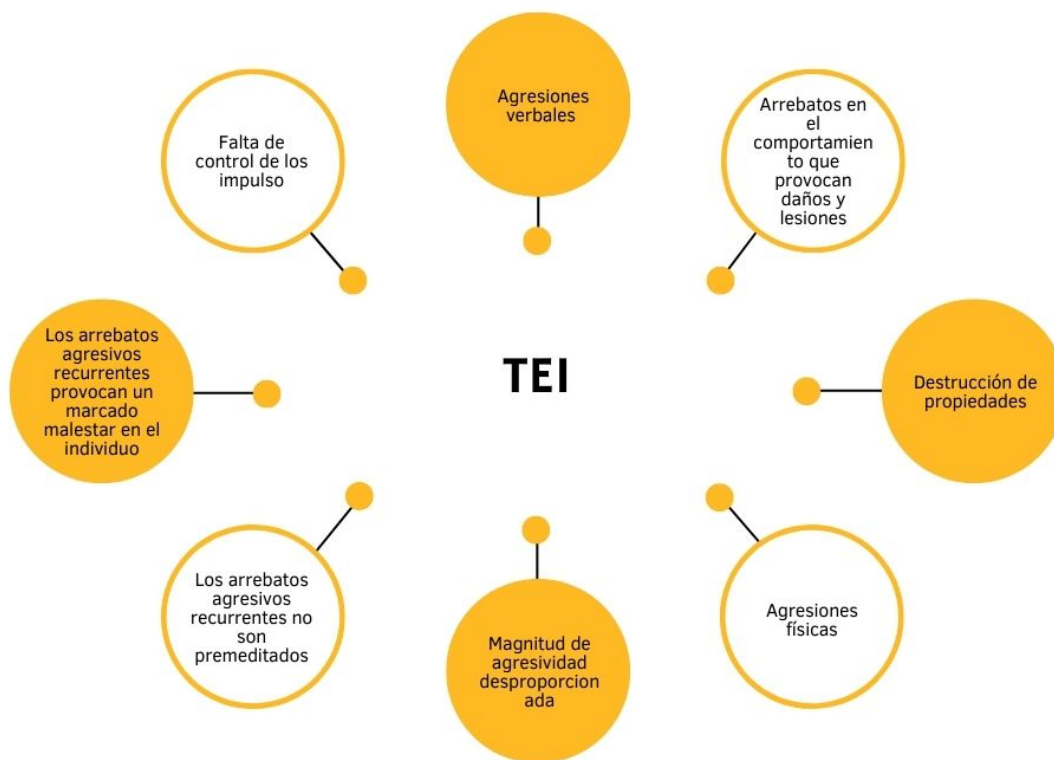 Agresiones
verbales
Arrebatos en
el
comportamien
to que
provocan
daños y
lesiones
Destrucción de
propiedades
Agresiones
físicas
Magnitud de
agresividad
desproporcion
ada
Los arrebatos
agresivos
recurrentes no
son
premeditados
Los arrebatos
agresivos
recurrentes
provocan un
marcado
malestar en el
individuo
Falta de
control de los
impulso
TEI